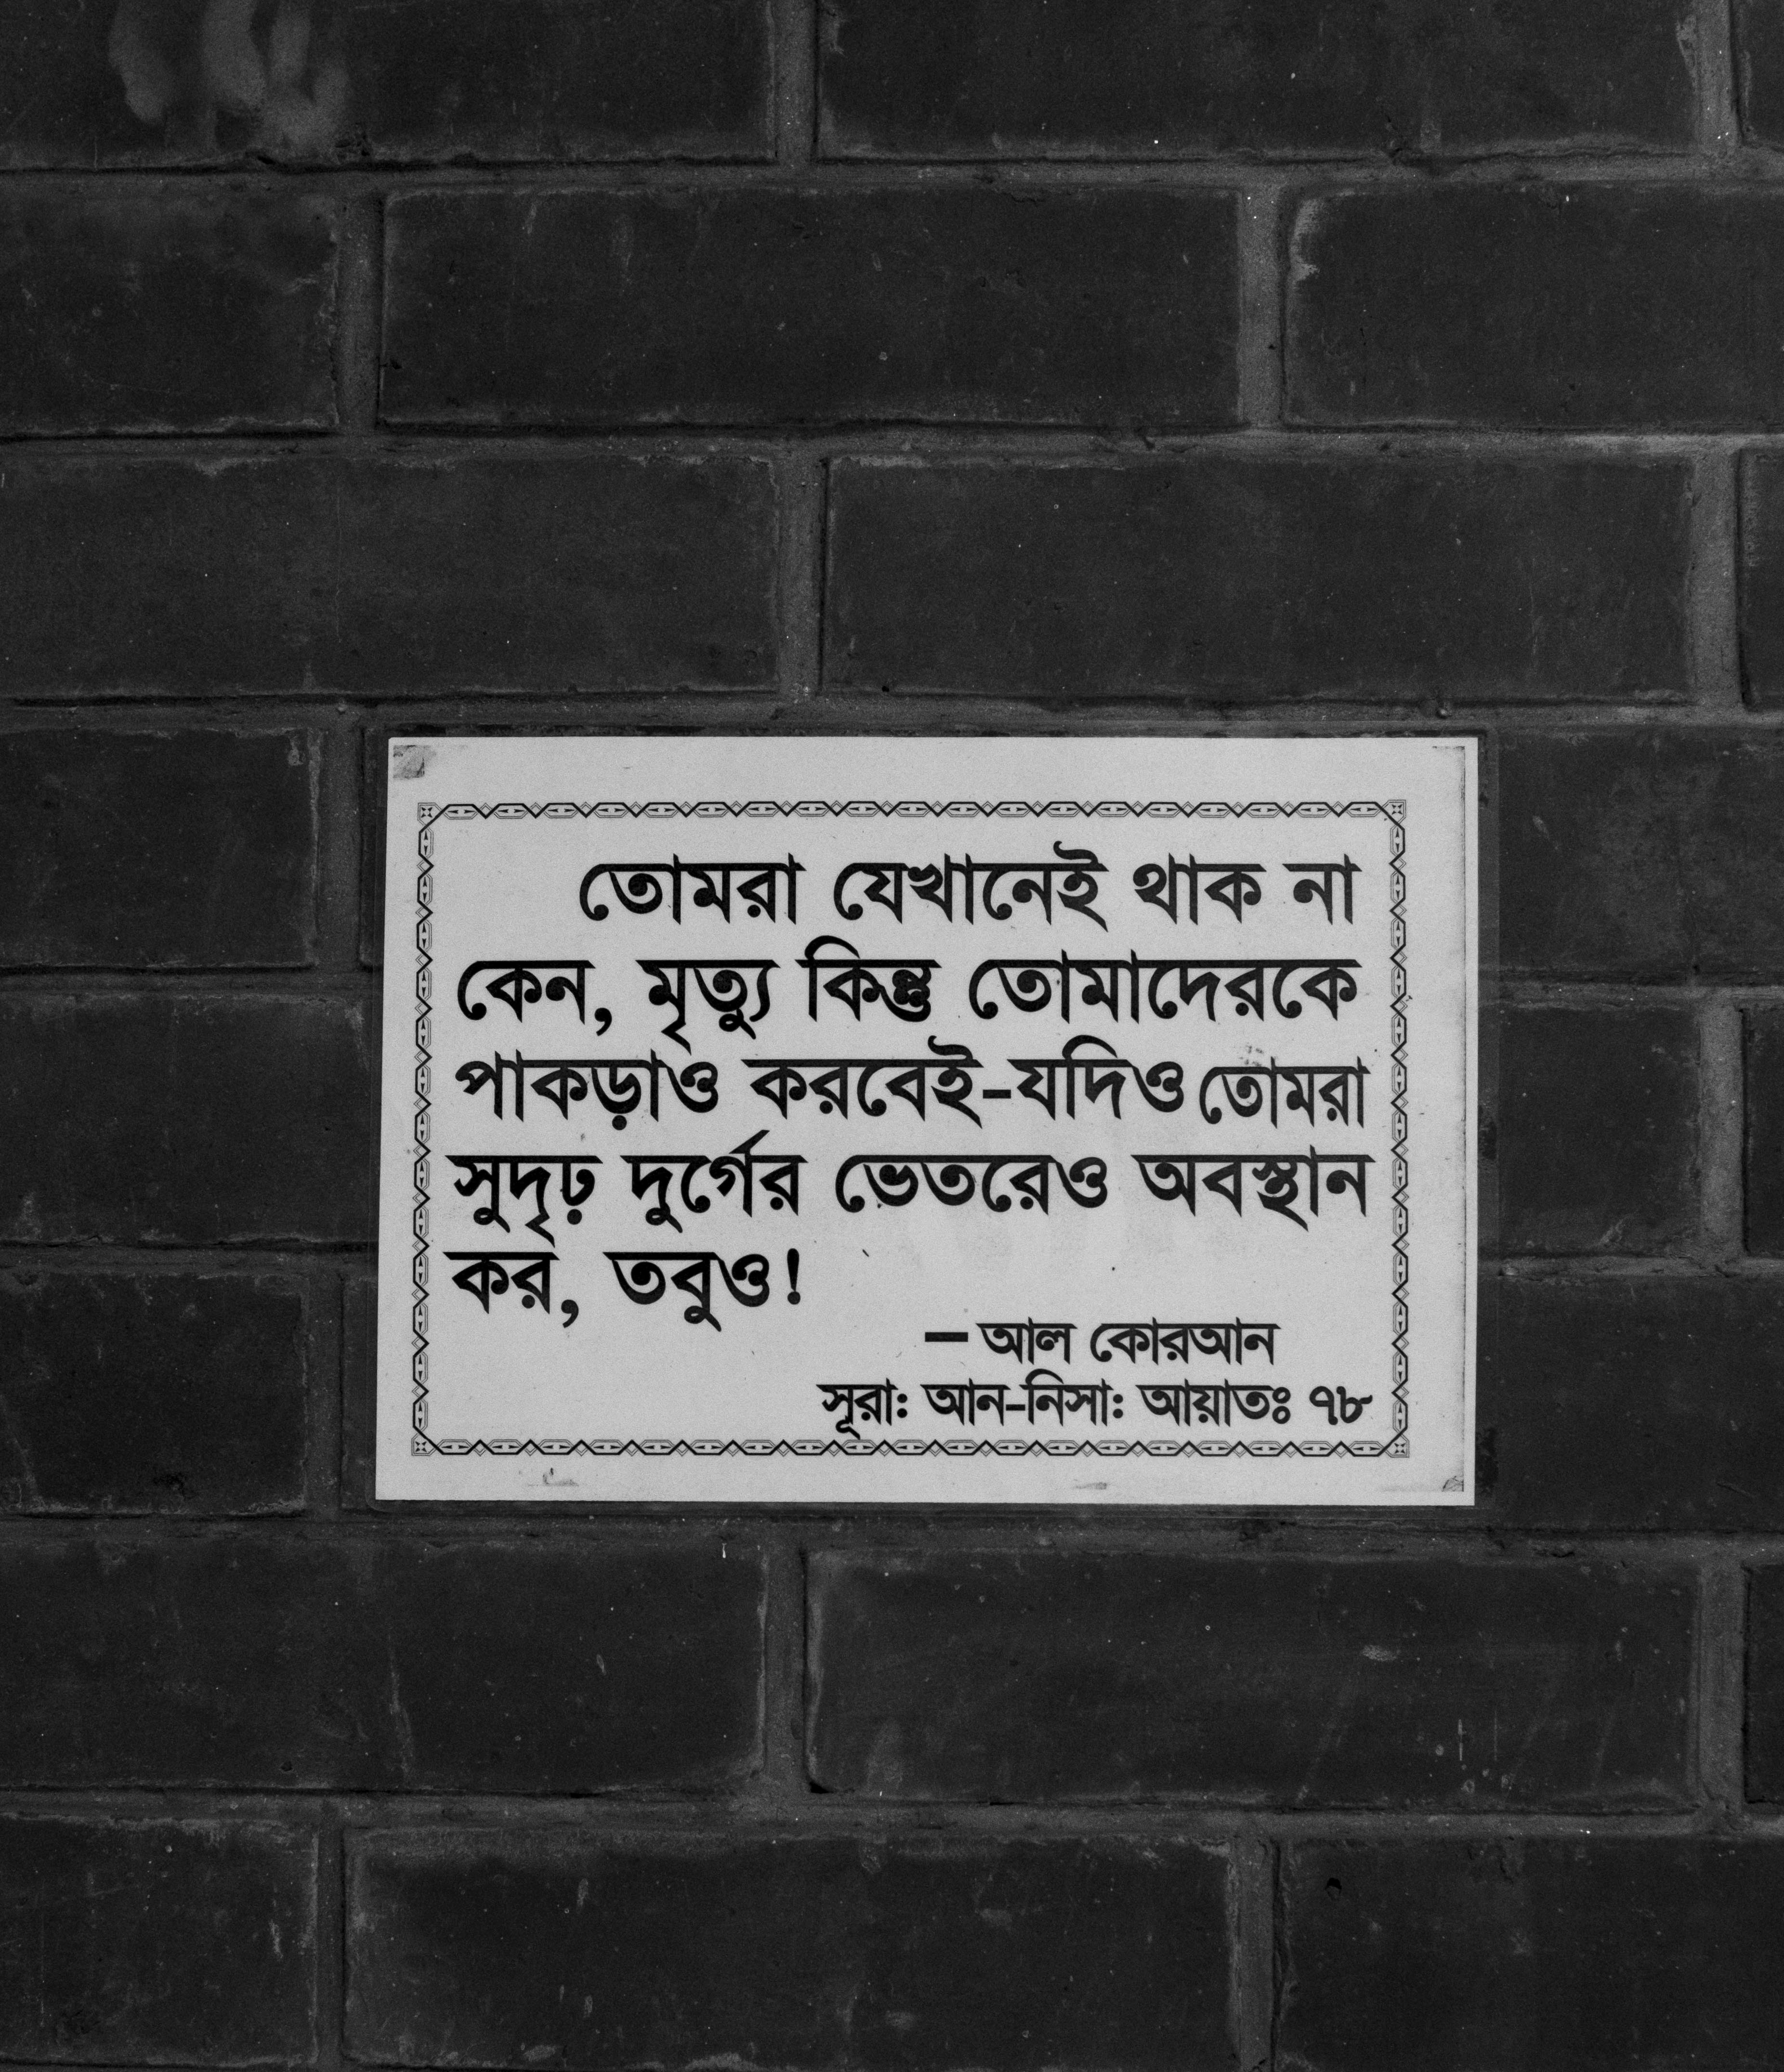 তোমরা যেখানেই থাক না
কেন, মৃত্যু কিন্তু তোমাদেরকে
পাকড়াও করবেই-যদিও তোমরা
সুদৃঢ় দুর্গের ভেতরেও অবস্থান
কর, তবুও!
— আল কোরআন
সূরা: আন-নিসা: আয়াতঃ ৭৮